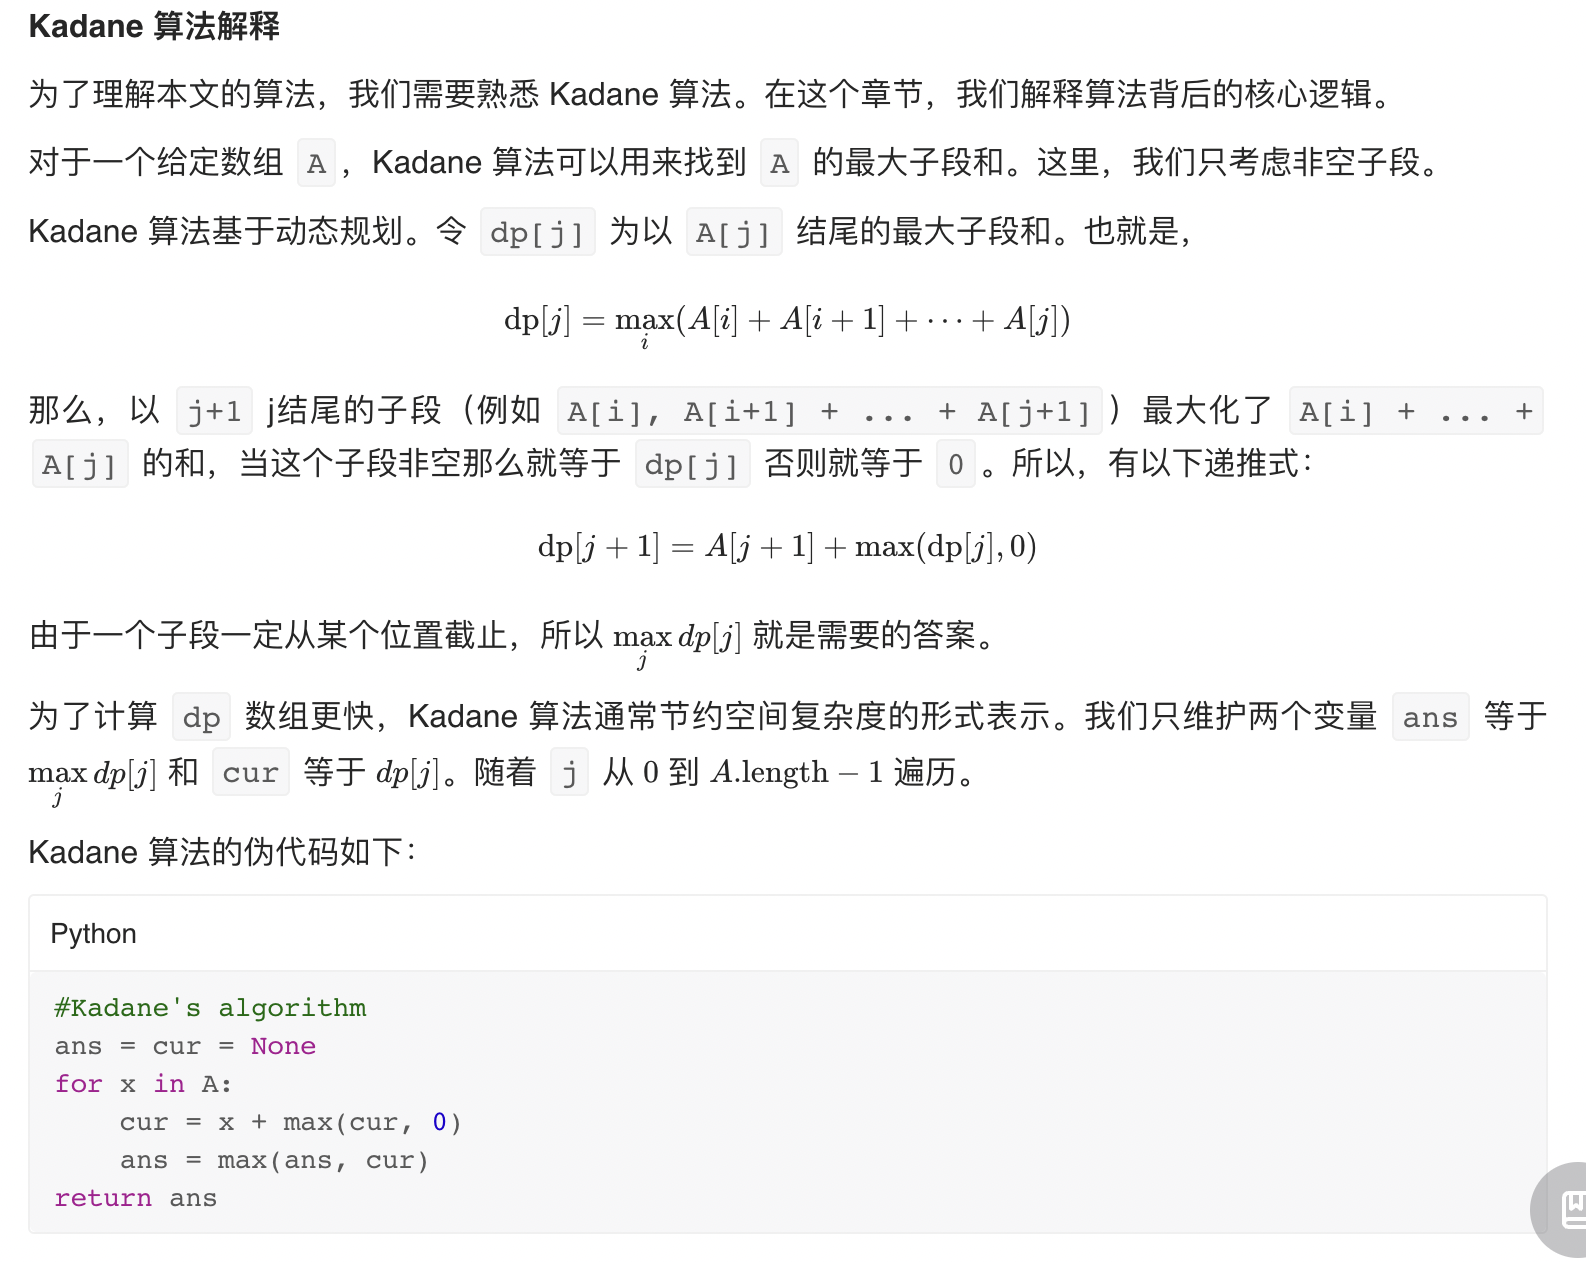 Kadane 算法解释
为了理解本文的算法，我们需要熟悉 Kadane 算法。在这个章节，我们解释算法背后的核心逻辑。
对于一个给定数组 A，Kadane 算法可以用来找到 A 的最大子段和。这里，我们只考虑非空子段。
Kadane 算法基于动态规划。令 dp[j] 为以 A[j] 结尾的最大子段和。也就是，
dp[j] = max_i(A[i] + A[i + 1] + ⋯ + A[j])
那么，以 j+1 j结尾的子段（例如 A[i], A[i+1] + ... + A[j+1]）最大化了 A[i] + ... +
A[j] 的和，当这个子段非空那么就等于 dp[j] 否则就等于 0。所以，有以下递推式：
dp[j + 1] = A[j + 1] + max(dp[j], 0)
由于一个子段一定从某个位置截止，所以 max_j dp[j] 就是需要的答案。
为了计算 dp 数组更快，Kadane 算法通常节约空间复杂度的形式表示。我们只维护两个变量 ans 等于
max_j dp[j] 和 cur 等于 dp[j]。随着 j 从 0 到 A.length − 1 遍历。
Kadane 算法的伪代码如下：
Python
#Kadane's algorithm
ans = cur = None
for x in A:
    cur = x + max(cur, 0)
    ans = max(ans, cur)
return ans